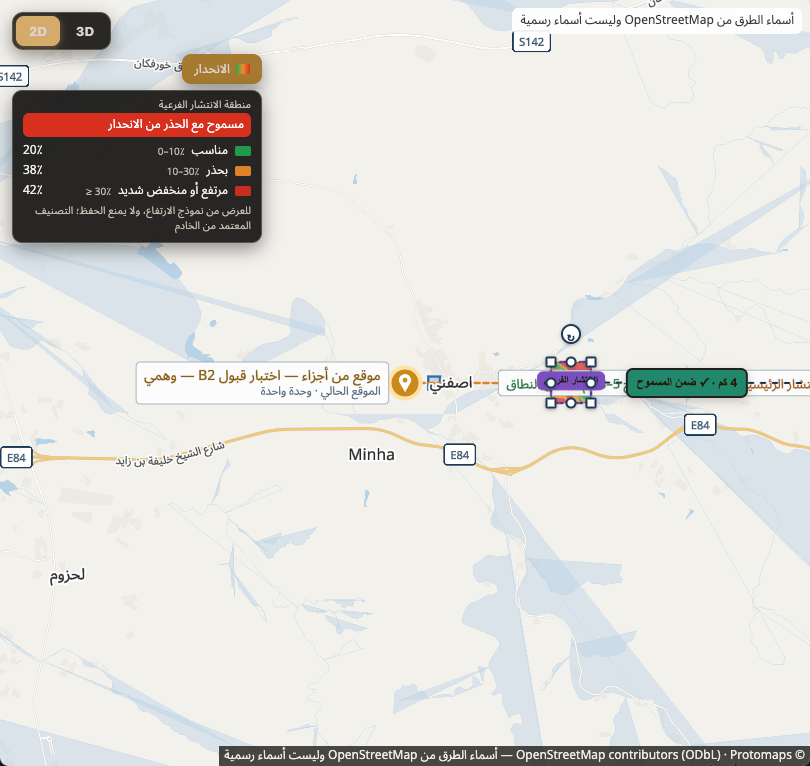 2D 3D
أسماء الطرق من OpenStreetMap وليست أسماء رسمية
S142
S142
خورفكان
الانحدار
منطقة الانتشار الفرعية
مسموح مع الحذر من الانحدار
مناسب 0–10٪ 20٪
بحذر 10–30٪ 38٪
مرتفع أو منخفض شديد ≥ 30٪ 42٪
للعرض من نموذج الارتفاع، ولا يمنع الحفظ؛ التصنيف
المعتمد من الخادم
موقع من أجزاء — اختبار قبول B2 — وهمي
الموقع الحالي · وحدة واحدة
اصفني
4 كم · ✓ ضمن المسموح
E84
شارع الشيخ خليفة بن زايد
E84
Minha
E84
لحزوم
© OpenStreetMap contributors (ODbL) · Protomaps — أسماء الطرق من OpenStreetMap وليست أسماء رسمية